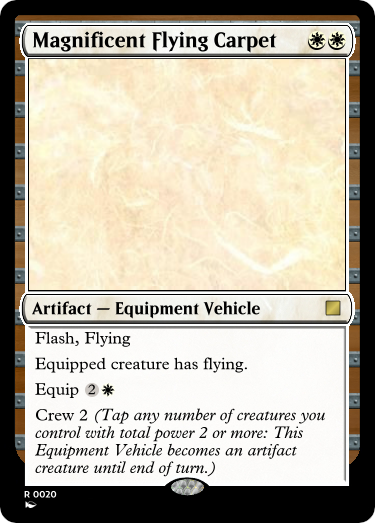 Magnificent Flying Carpet
Artifact — Equipment Vehicle
Flash, Flying
Equipped creature has flying.
Equip 2
Crew 2 (Tap any number of creatures you
control with total power 2 or more: This
Equipment Vehicle becomes an artifact
creature until end of turn.)
R 0020